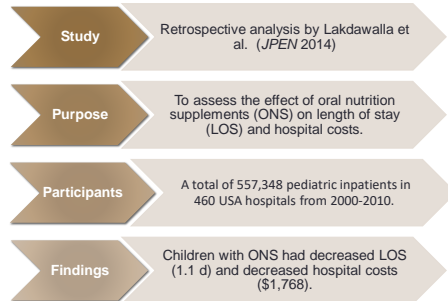 Study
Retrospective analysis by Lakdawalla et
al. (JPEN 2014)
Purpose
To assess the effect of oral nutrition
supplements (ONS) on length of stay
(LOS) and hospital costs.
Participants
A total of 557,348 pediatric inpatients in
460 USA hospitals from 2000-2010.
Findings
Children with ONS had decreased LOS
(1.1 d) and decreased hospital costs
($1,768).